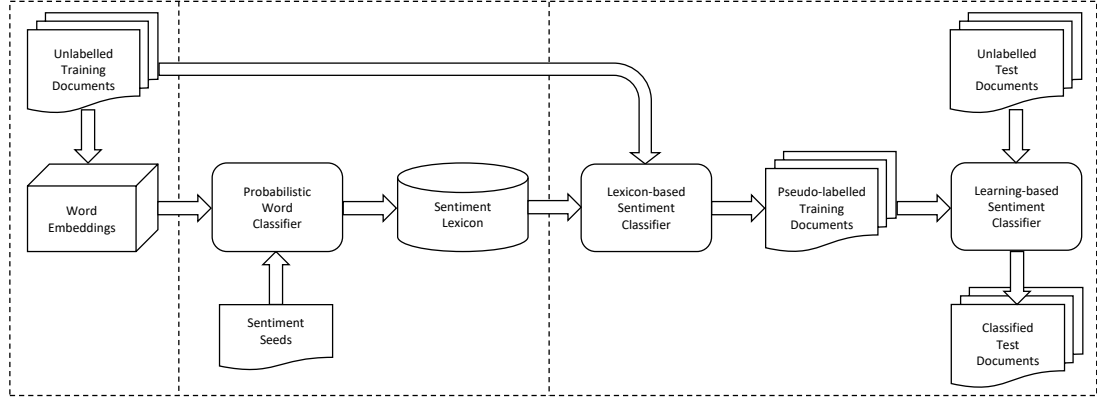 Unlabelled
Training
Documents
Word
Embeddings
Probabilistic
Word
Classifier
Sentiment
Seeds
Sentiment
Lexicon
Lexicon-based
Sentiment
Classifier
Pseudo-labelled
Training
Documents
Unlabelled
Test
Documents
Learning-based
Sentiment
Classifier
Classified
Test
Documents